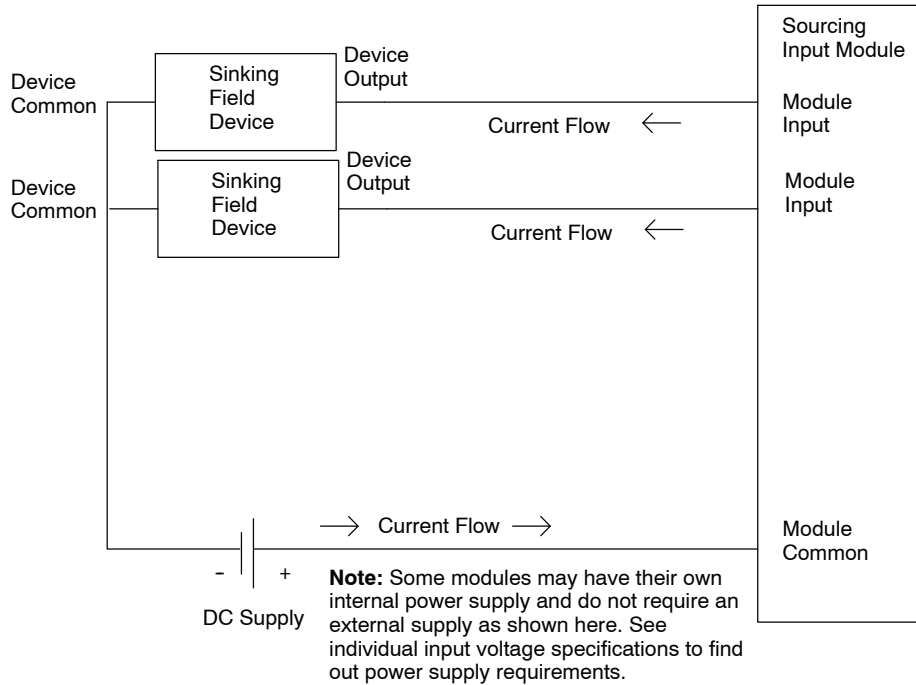 Sourcing
Input Module
Device
Common
Sinking
Field
Device
Device
Output
Current Flow
Module
Input
Device
Common
Sinking
Field
Device
Device
Output
Current Flow
Module
Input
Current Flow
Module
Common
- +
DC Supply
Note: Some modules may have their own
internal power supply and do not require an
external supply as shown here. See
individual input voltage specifications to find
out power supply requirements.